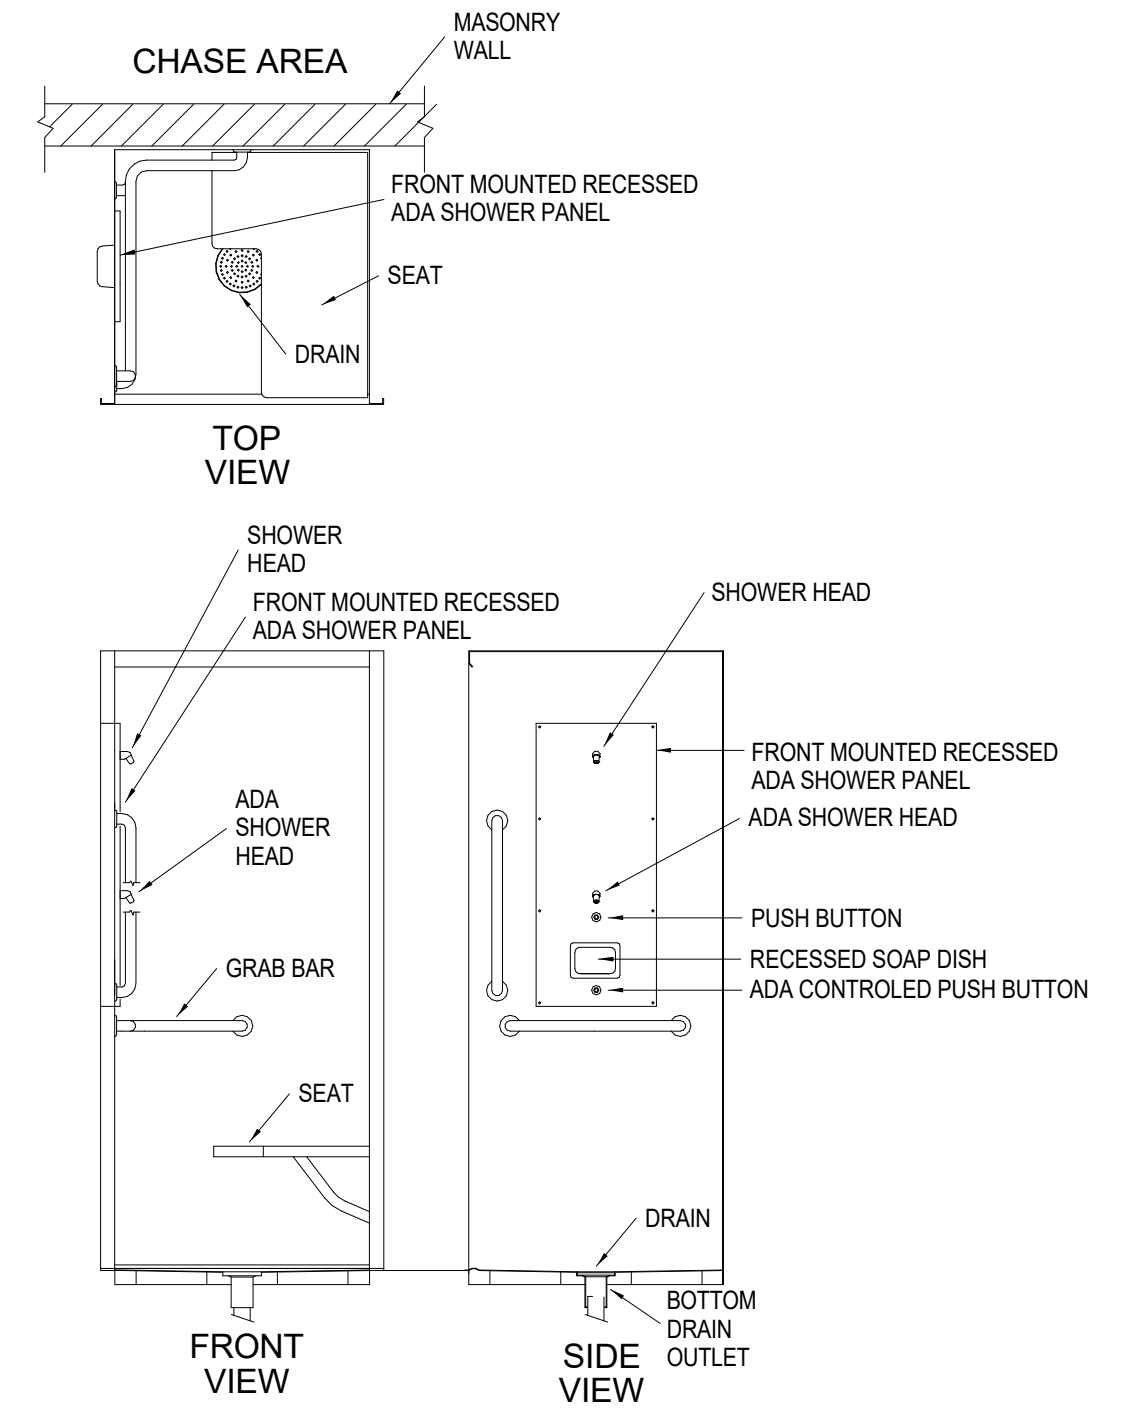 MASONRY
WALL
CHASE AREA
FRONT MOUNTED RECESSED
ADA SHOWER PANEL
SEAT
DRAIN
TOP
VIEW
SHOWER
HEAD
FRONT MOUNTED RECESSED
ADA SHOWER PANEL
ADA
SHOWER
HEAD
GRAB BAR
SEAT
FRONT
VIEW
SHOWER HEAD
FRONT MOUNTED RECESSED
ADA SHOWER PANEL
ADA SHOWER HEAD
PUSH BUTTON
RECESSED SOAP DISH
ADA CONTROLED PUSH BUTTON
DRAIN
BOTTOM
DRAIN
OUTLET
SIDE
VIEW